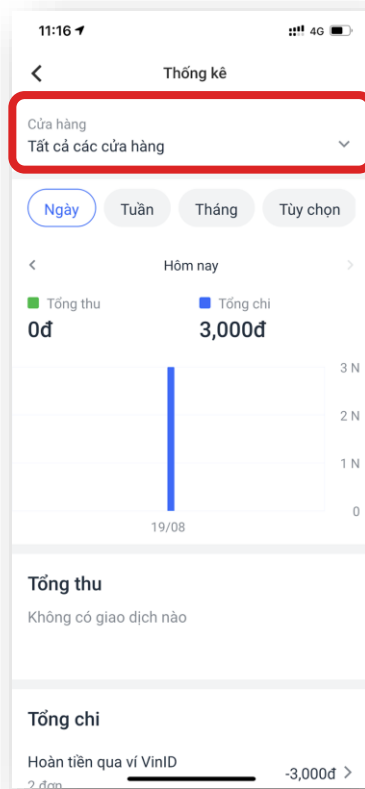 11:16 4G
Thống kê
Cửa hàng
Tất cả các cửa hàng
Ngày Tuần Tháng Tùy chọn
Hôm nay
Tổng thu Tổng chi
0đ 3,000đ
3 N
2 N
1 N
0
19/08
Tổng thu
Không có giao dịch nào
Tổng chi
Hoàn tiền qua ví VinID
-3,000đ
2 đơn